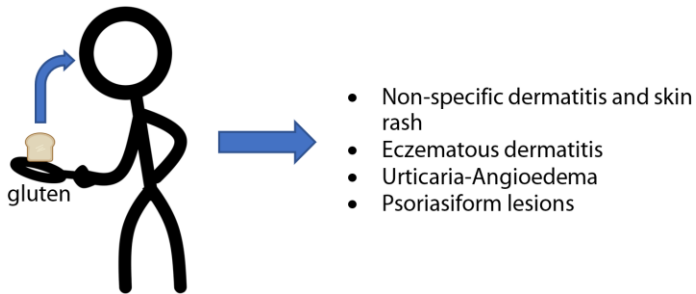 gluten
• Non-specific dermatitis and skin
rash
• Eczematous dermatitis
• Urticaria-Angioedema
• Psoriasiform lesions